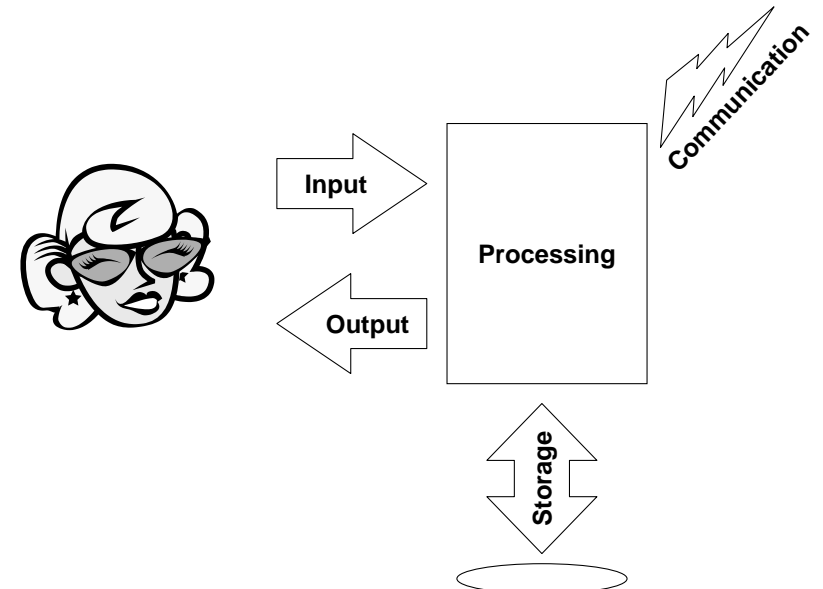 Communication
Input
Processing
Output
Storage